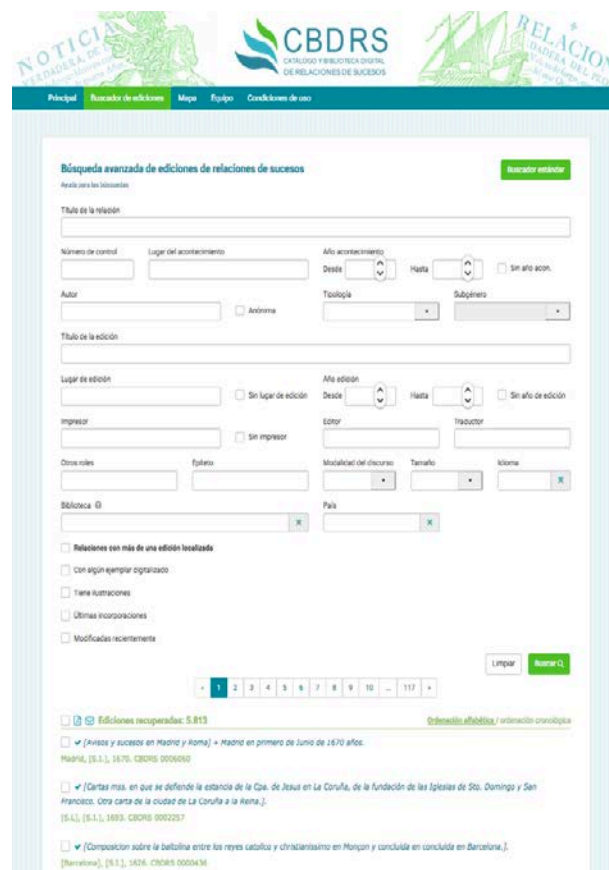 NOTICIA
VERDADERA, DE
RELACION
VERDADERA DEL
CBDRS
CATÁLOGO Y BIBLIOTECA DIGITAL
DE RELACIONES DE SUCESOS
Principal Buscador de ediciones Mapa Equipo Condiciones de uso
Búsqueda avanzada de ediciones de relaciones de sucesos
Buscador estándar
Ayuda para las búsquedas
Título de la relación
Número de control Lugar del acontecimiento Año acontecimiento
Desde Hasta Sin año acon.
Autor Tipología Subgénero
Anónima
Título de la edición
Lugar de edición Año edición
Sin lugar de edición Desde Hasta Sin año de edición
Impresor Editor Traductor
Sin impresor
Otros roles Epíteto Modalidad del discurso Tamaño Idioma
Biblioteca País
Relaciones con más de una edición localizada
Con algún ejemplar digitalizado
Tiene ilustraciones
Últimas incorporaciones
Modificadas recientemente
Limpiar Buscar
« 1 2 3 4 5 6 7 8 9 10 ... 117 »
Ediciones recuperadas: 5.813 Ordenación alfabética / ordenación cronológica
[Avisos y sucesos en Madrid y Roma] + Madrid en primero de Junio de 1670 años.
Madrid, [S.l.], 1670. CBDRS 0006060
[Cartas mss. en que se defiende la estancia de la Cpa. de Jesus en La Coruña, de la fundación de las Iglesias de Sto. Domingo y San
Francisco. Otra carta de la ciudad de La Coruña a la Reina.].
[S.l.], [S.l.], 1693. CBDRS 0002257
[Composicion sobre la baltolina entre los reyes catolico y christianissimo en Monçon y concluida en concluida en Barcelona.].
[Barcelona], [S.l.], 1626. CBDRS 0000436